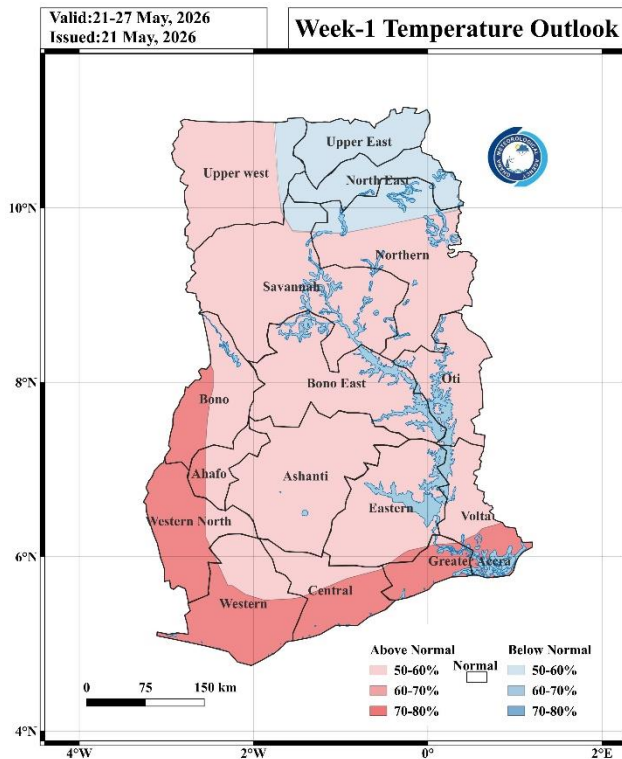 Valid:21-27 May, 2026
Issued:21 May, 2026
Week-1 Temperature Outlook
GHANA METEOROLOGICAL AGENCY
Upper East
Upper west
North East
10°N
Northern
Savannah
8°N
Bono East
Oti
Bono
Ahafo
Ashanti
Western North
Eastern
Volta
6°N
Greater Accra
Central
Western
Above Normal
Normal
Below Normal
50-60%
50-60%
60-70%
60-70%
70-80%
70-80%
0 75 150 km
4°N
4°W
2°W
0°
2°E